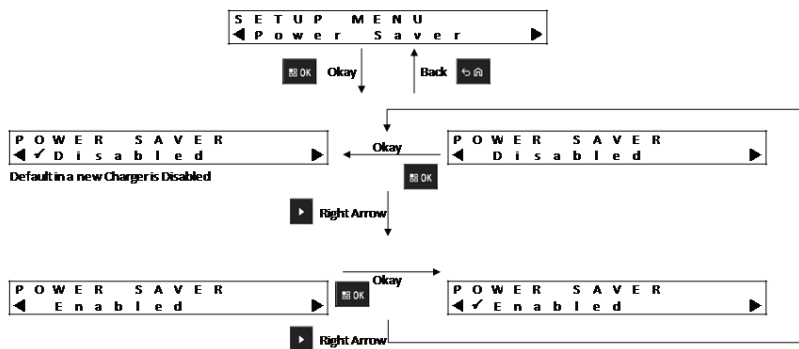 SETUP MENU
◀ Power Saver ▶
OK Okay Back
POWER SAVER
◀ ✓ Disabled ▶
Okay
POWER SAVER
◀ Disabled ▶
Default in a new Charger is Disabled
OK
Right Arrow
POWER SAVER
◀ Enabled ▶
Okay
OK
POWER SAVER
◀ ✓ Enabled ▶
Right Arrow